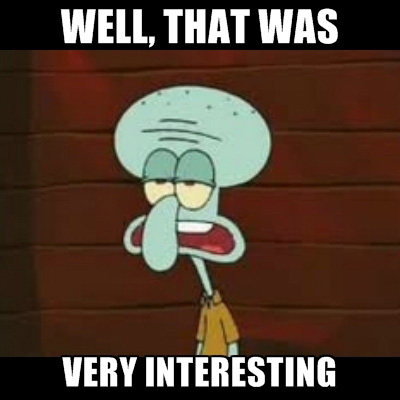 WELL, THAT WAS
VERY INTERESTING